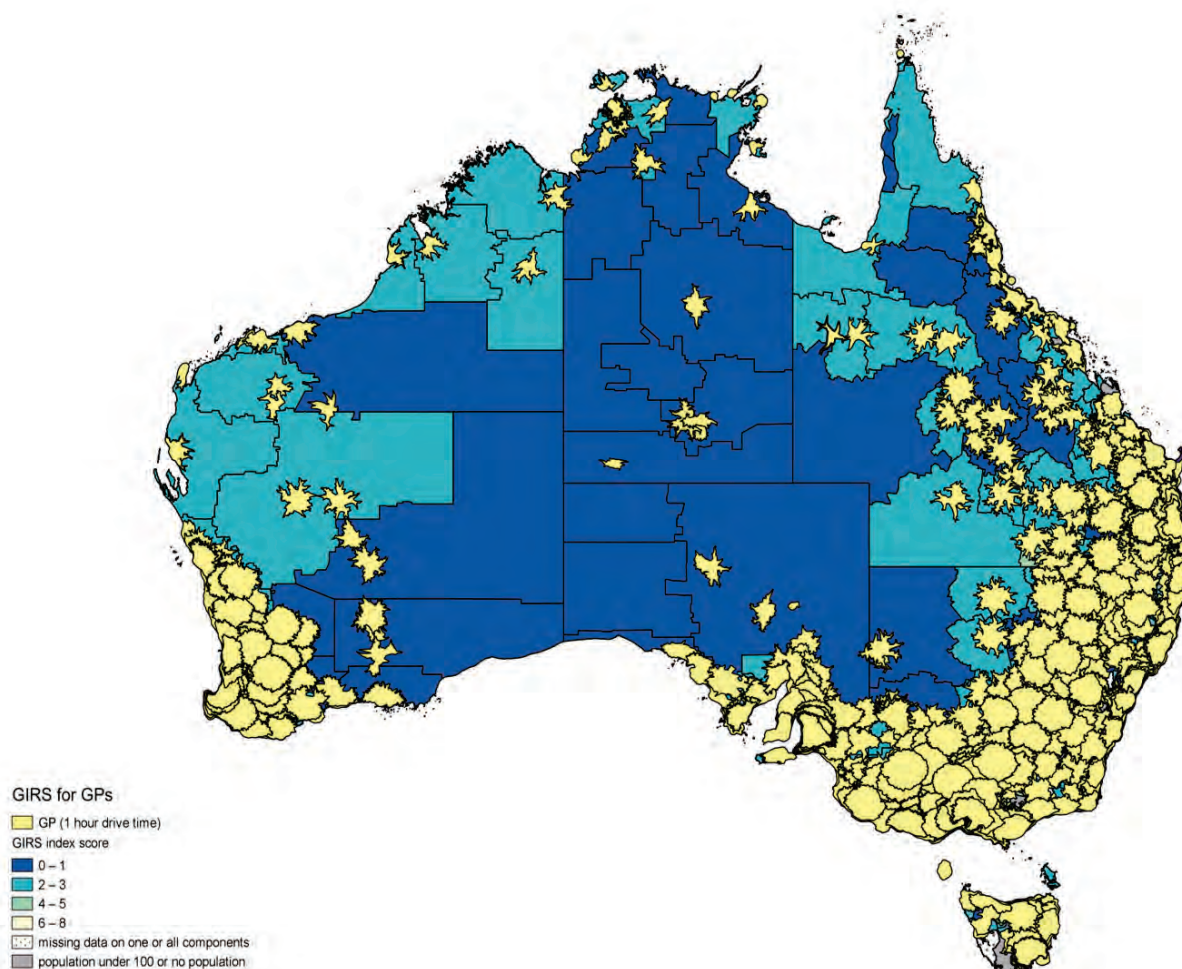 GIRS for GPs
GP (1 hour drive time)
GIRS index score
0 – 1
2 – 3
4 – 5
6 – 8
missing data on one or all components
population under 100 or no population